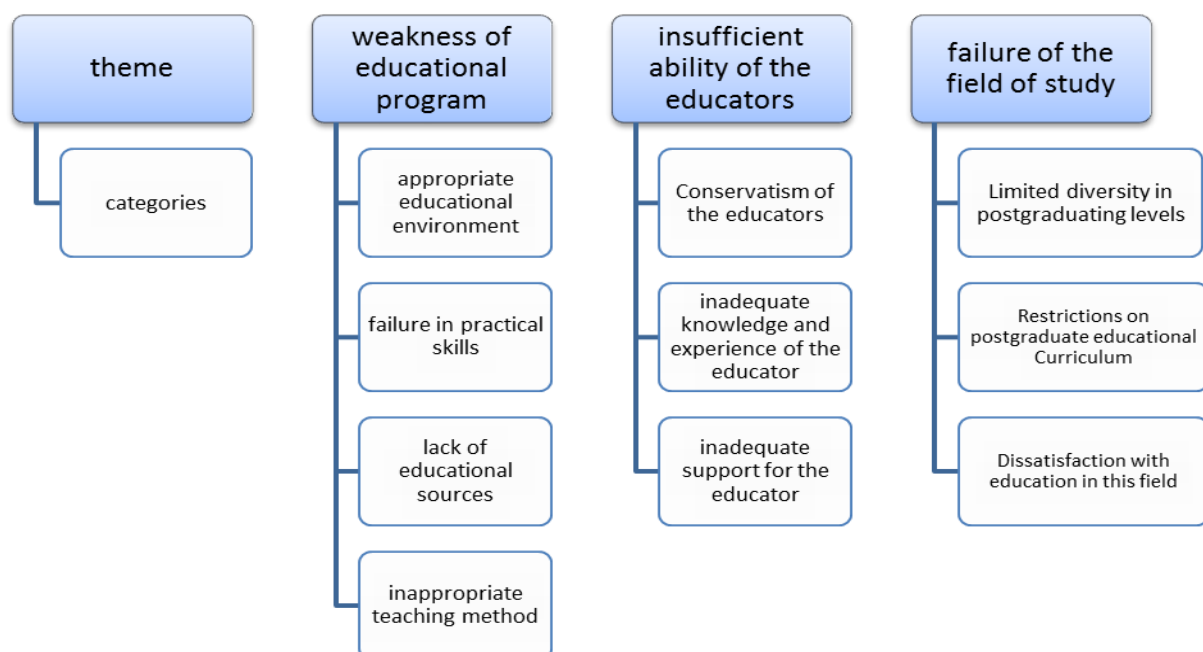 theme
categories
weakness of
educational
program
appropriate
educational
environment
failure in practical
skills
lack of
educational
sources
inappropriate
teaching method
insufficient
ability of the
educators
Conservatism of
the educators
inadequate
knowledge and
experience of the
educator
inadequate
support for the
educator
failure of the
field of study
Limited diversity in
postgraduating levels
Restrictions on
postgraduate educational
Curriculum
Dissatisfaction with
education in this field